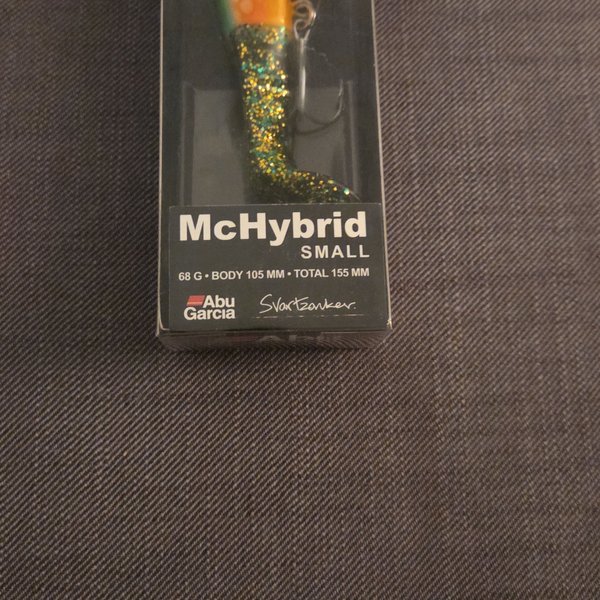 McHybrid
SMALL
68 G • BODY 105 MM • TOTAL 155 MM
Abu
Garcia
Svartzonker